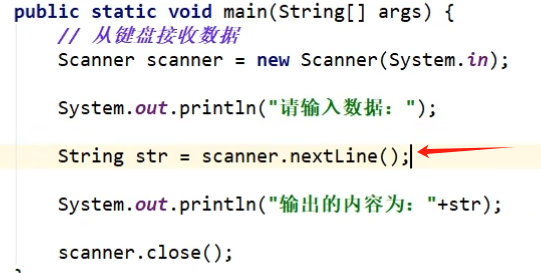 public static void main(String[] args) {
// 从键盘接收数据
Scanner scanner = new Scanner(System.in);
System.out.println("请输入数据：");
String str = scanner.nextLine();
System.out.println("输出的内容为："+str);
scanner.close();
}